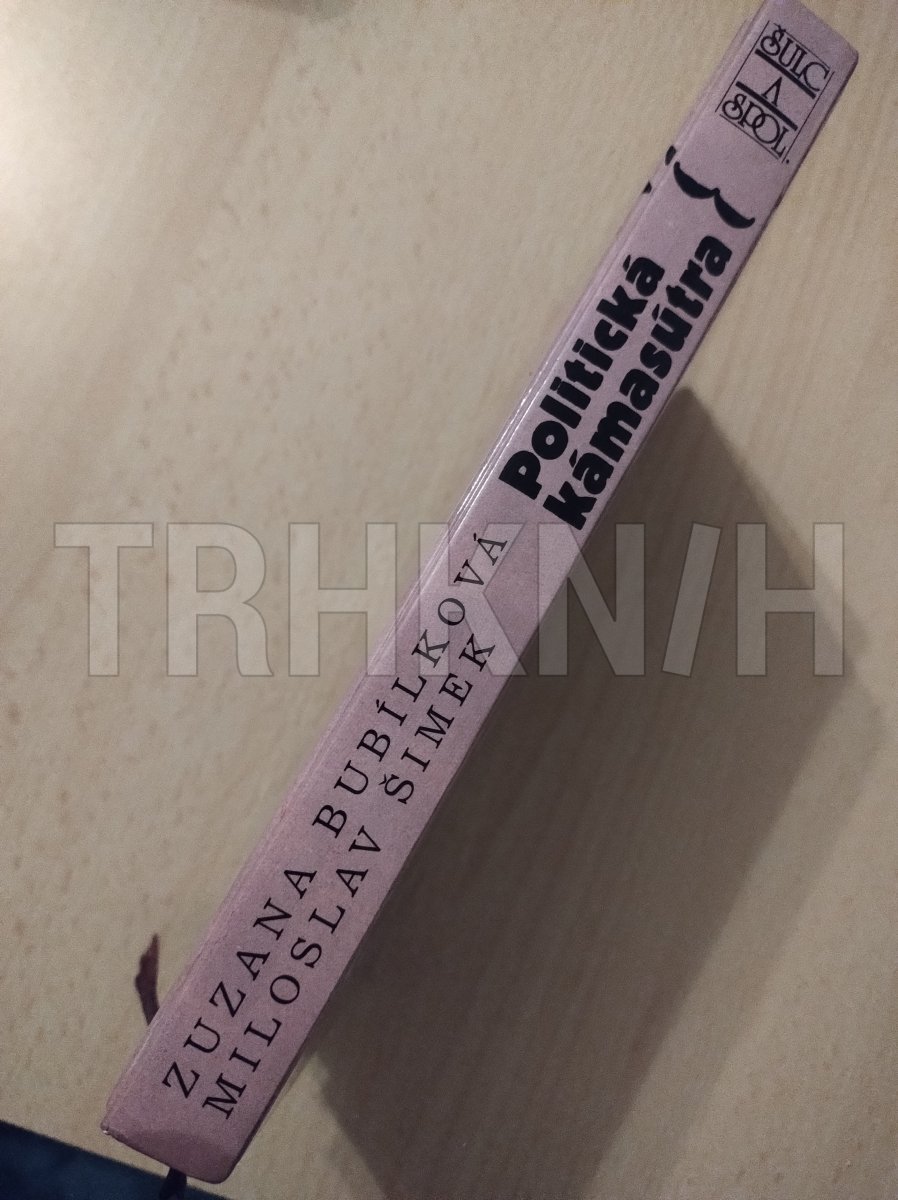 ZUZANA BUBÍLKOVÁ
MILOSLAV ŠIMEK
Politická
kámasútra
ŠULC
A
SPOL.
TRHKNIH